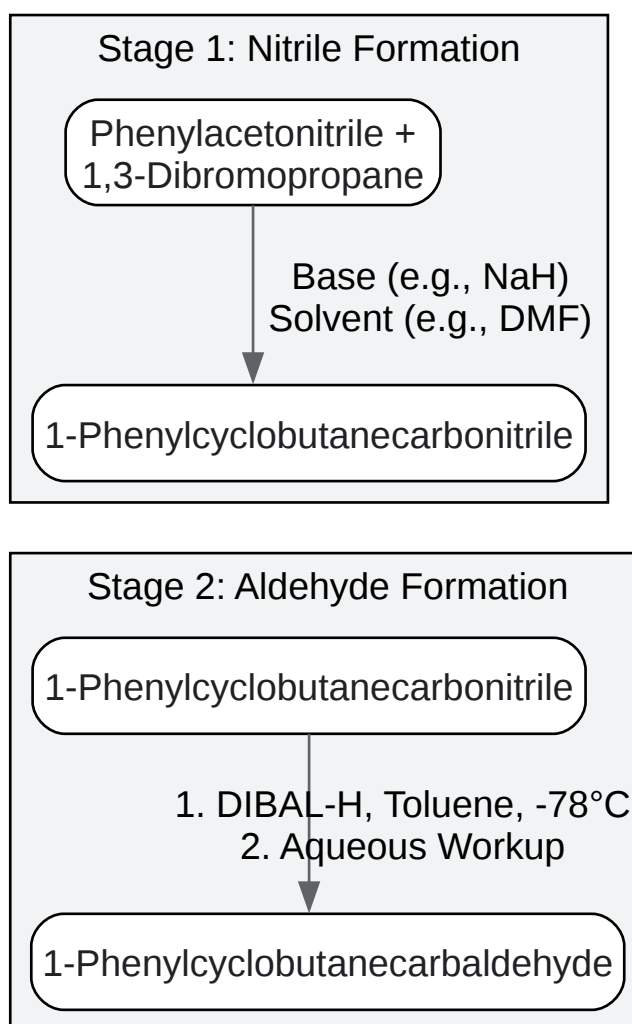 Stage 1: Nitrile Formation
Phenylacetonitrile +
1,3-Dibromopropane
Base (e.g., NaH)
Solvent (e.g., DMF)
1-Phenylcyclobutanecarbonitrile
Stage 2: Aldehyde Formation
1-Phenylcyclobutanecarbonitrile
1. DIBAL-H, Toluene, -78°C
2. Aqueous Workup
1-Phenylcyclobutanecarbaldehyde